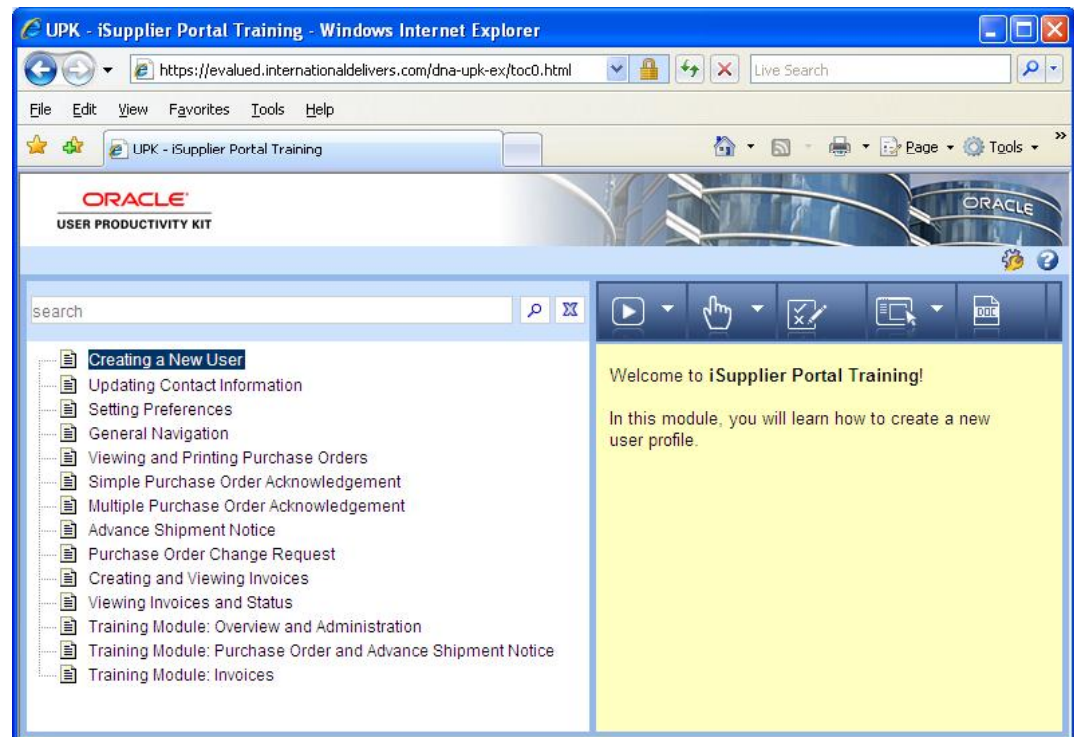 UPK - iSupplier Portal Training - Windows Internet Explorer
https://evalued.internationaldelivers.com/dna-upk-ex/toc0.html
Live Search
File Edit View Favorites Tools Help
UPK - iSupplier Portal Training
Page Tools »
ORACLE
USER PRODUCTIVITY KIT
ORACLE
search
DOC
Creating a New User
Updating Contact Information
Setting Preferences
General Navigation
Viewing and Printing Purchase Orders
Simple Purchase Order Acknowledgement
Multiple Purchase Order Acknowledgement
Advance Shipment Notice
Purchase Order Change Request
Creating and Viewing Invoices
Viewing Invoices and Status
Training Module: Overview and Administration
Training Module: Purchase Order and Advance Shipment Notice
Training Module: Invoices
Welcome to iSupplier Portal Training!
In this module, you will learn how to create a new
user profile.